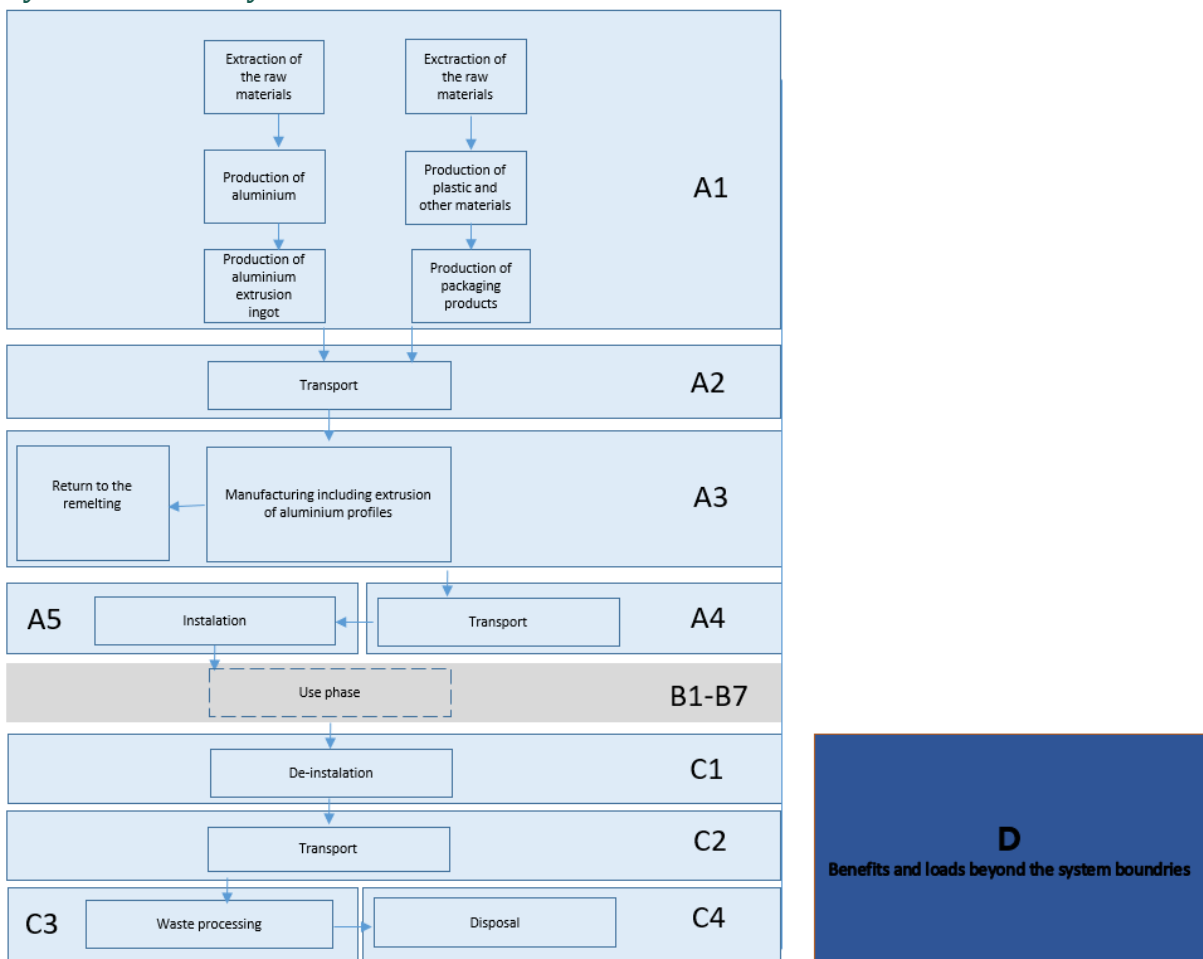 Extraction of
the raw
materials
Exctraction of
the raw
materials
Production of
aluminium
Production of
plastic and
other materials
A1
Production of
aluminium
extrusion
ingot
Production of
packaging
products
Transport
A2
Return to the
remelting
Manufacturing including extrusion
of aluminium profiles
A3
A5
Instalation
Transport
A4
Use phase
B1-B7
De-instalation
C1
Transport
C2
C3
Waste processing
Disposal
C4
D
Benefits and loads beyond the system boundries